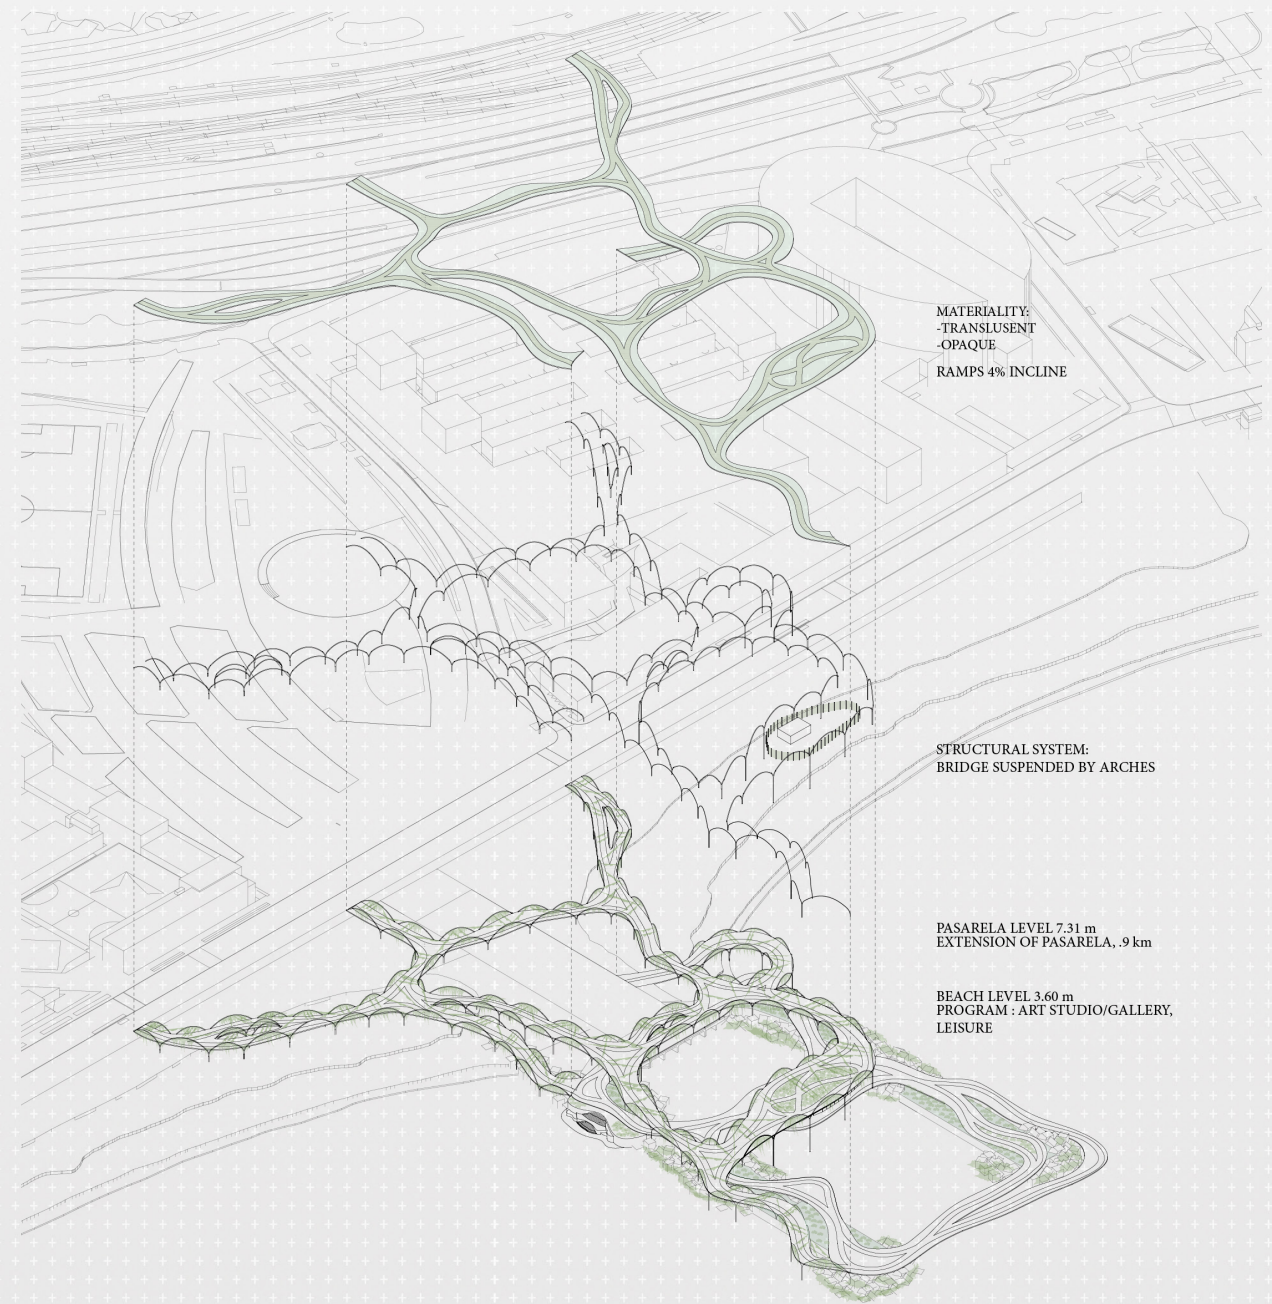 MATERIALITY:
-TRANSLUSENT
-OPAQUE
RAMPS 4% INCLINE
STRUCTURAL SYSTEM:
BRIDGE SUSPENDED BY ARCHES
PASARELA LEVEL 7.31 m
EXTENSION OF PASARELA, .9 km
BEACH LEVEL 3.60 m
PROGRAM : ART STUDIO/GALLERY,
LEISURE